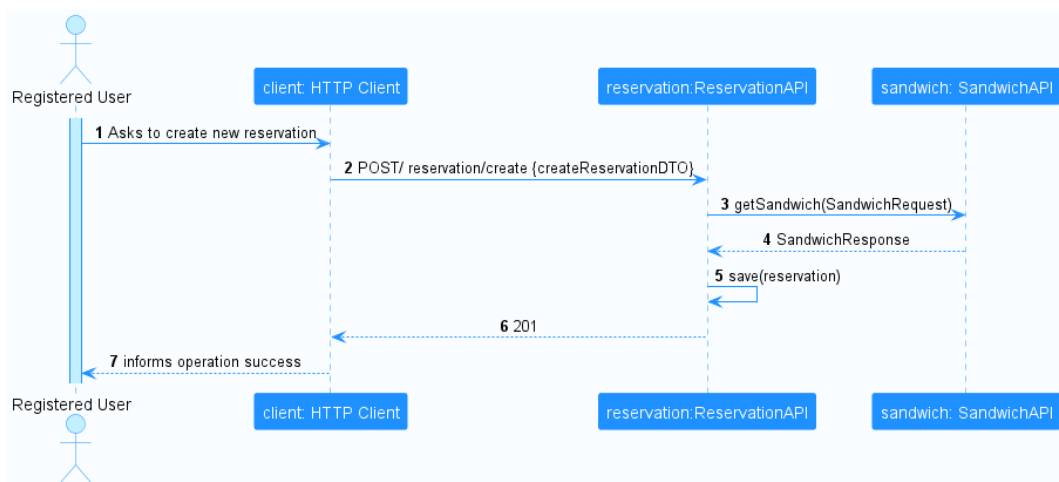 Registered User
client: HTTP Client
reservation:ReservationAPI
sandwich: SandwichAPI
1 Asks to create new reservation
2 POST/ reservation/create {createReservationDTO}
3 getSandwich(SandwichRequest)
4 SandwichResponse
5 save(reservation)
6 201
7 informs operation success
Registered User
client: HTTP Client
reservation:ReservationAPI
sandwich: SandwichAPI